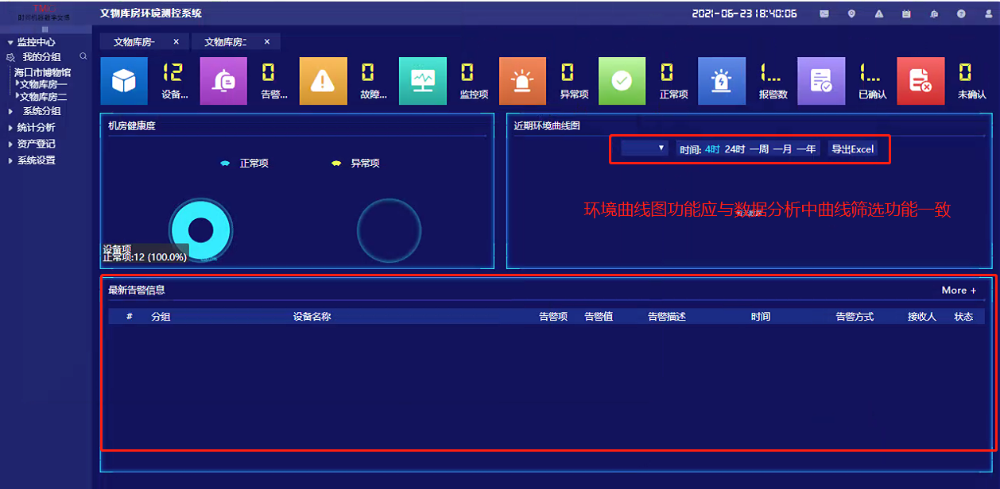 TM
时间机器数字文博
文物库房环境测控系统
2021-06-23 18:40:06
监控中心
我的分组
海口市博物馆
文物库房一
文物库房二
系统分组
统计分析
资产登记
系统设置
文物库房- ×
文物库房: ×
12 设备...
0 告警...
0 故障...
0 监控项
0 异常项
0 正常项
1... 报警数
1... 已确认
0 未确认
机房健康度
正常项 异常项
设备项
正常项:12 (100.0%)
近期环境曲线图
▼ 时间: 4时 24时 一周 一月 一年 导出Excel
环境曲线图功能应与数据分析中曲线筛选功能一致
最新告警信息 More +
# 分组 设备名称 告警项 告警值 告警描述 时间 告警方式 接收人 状态